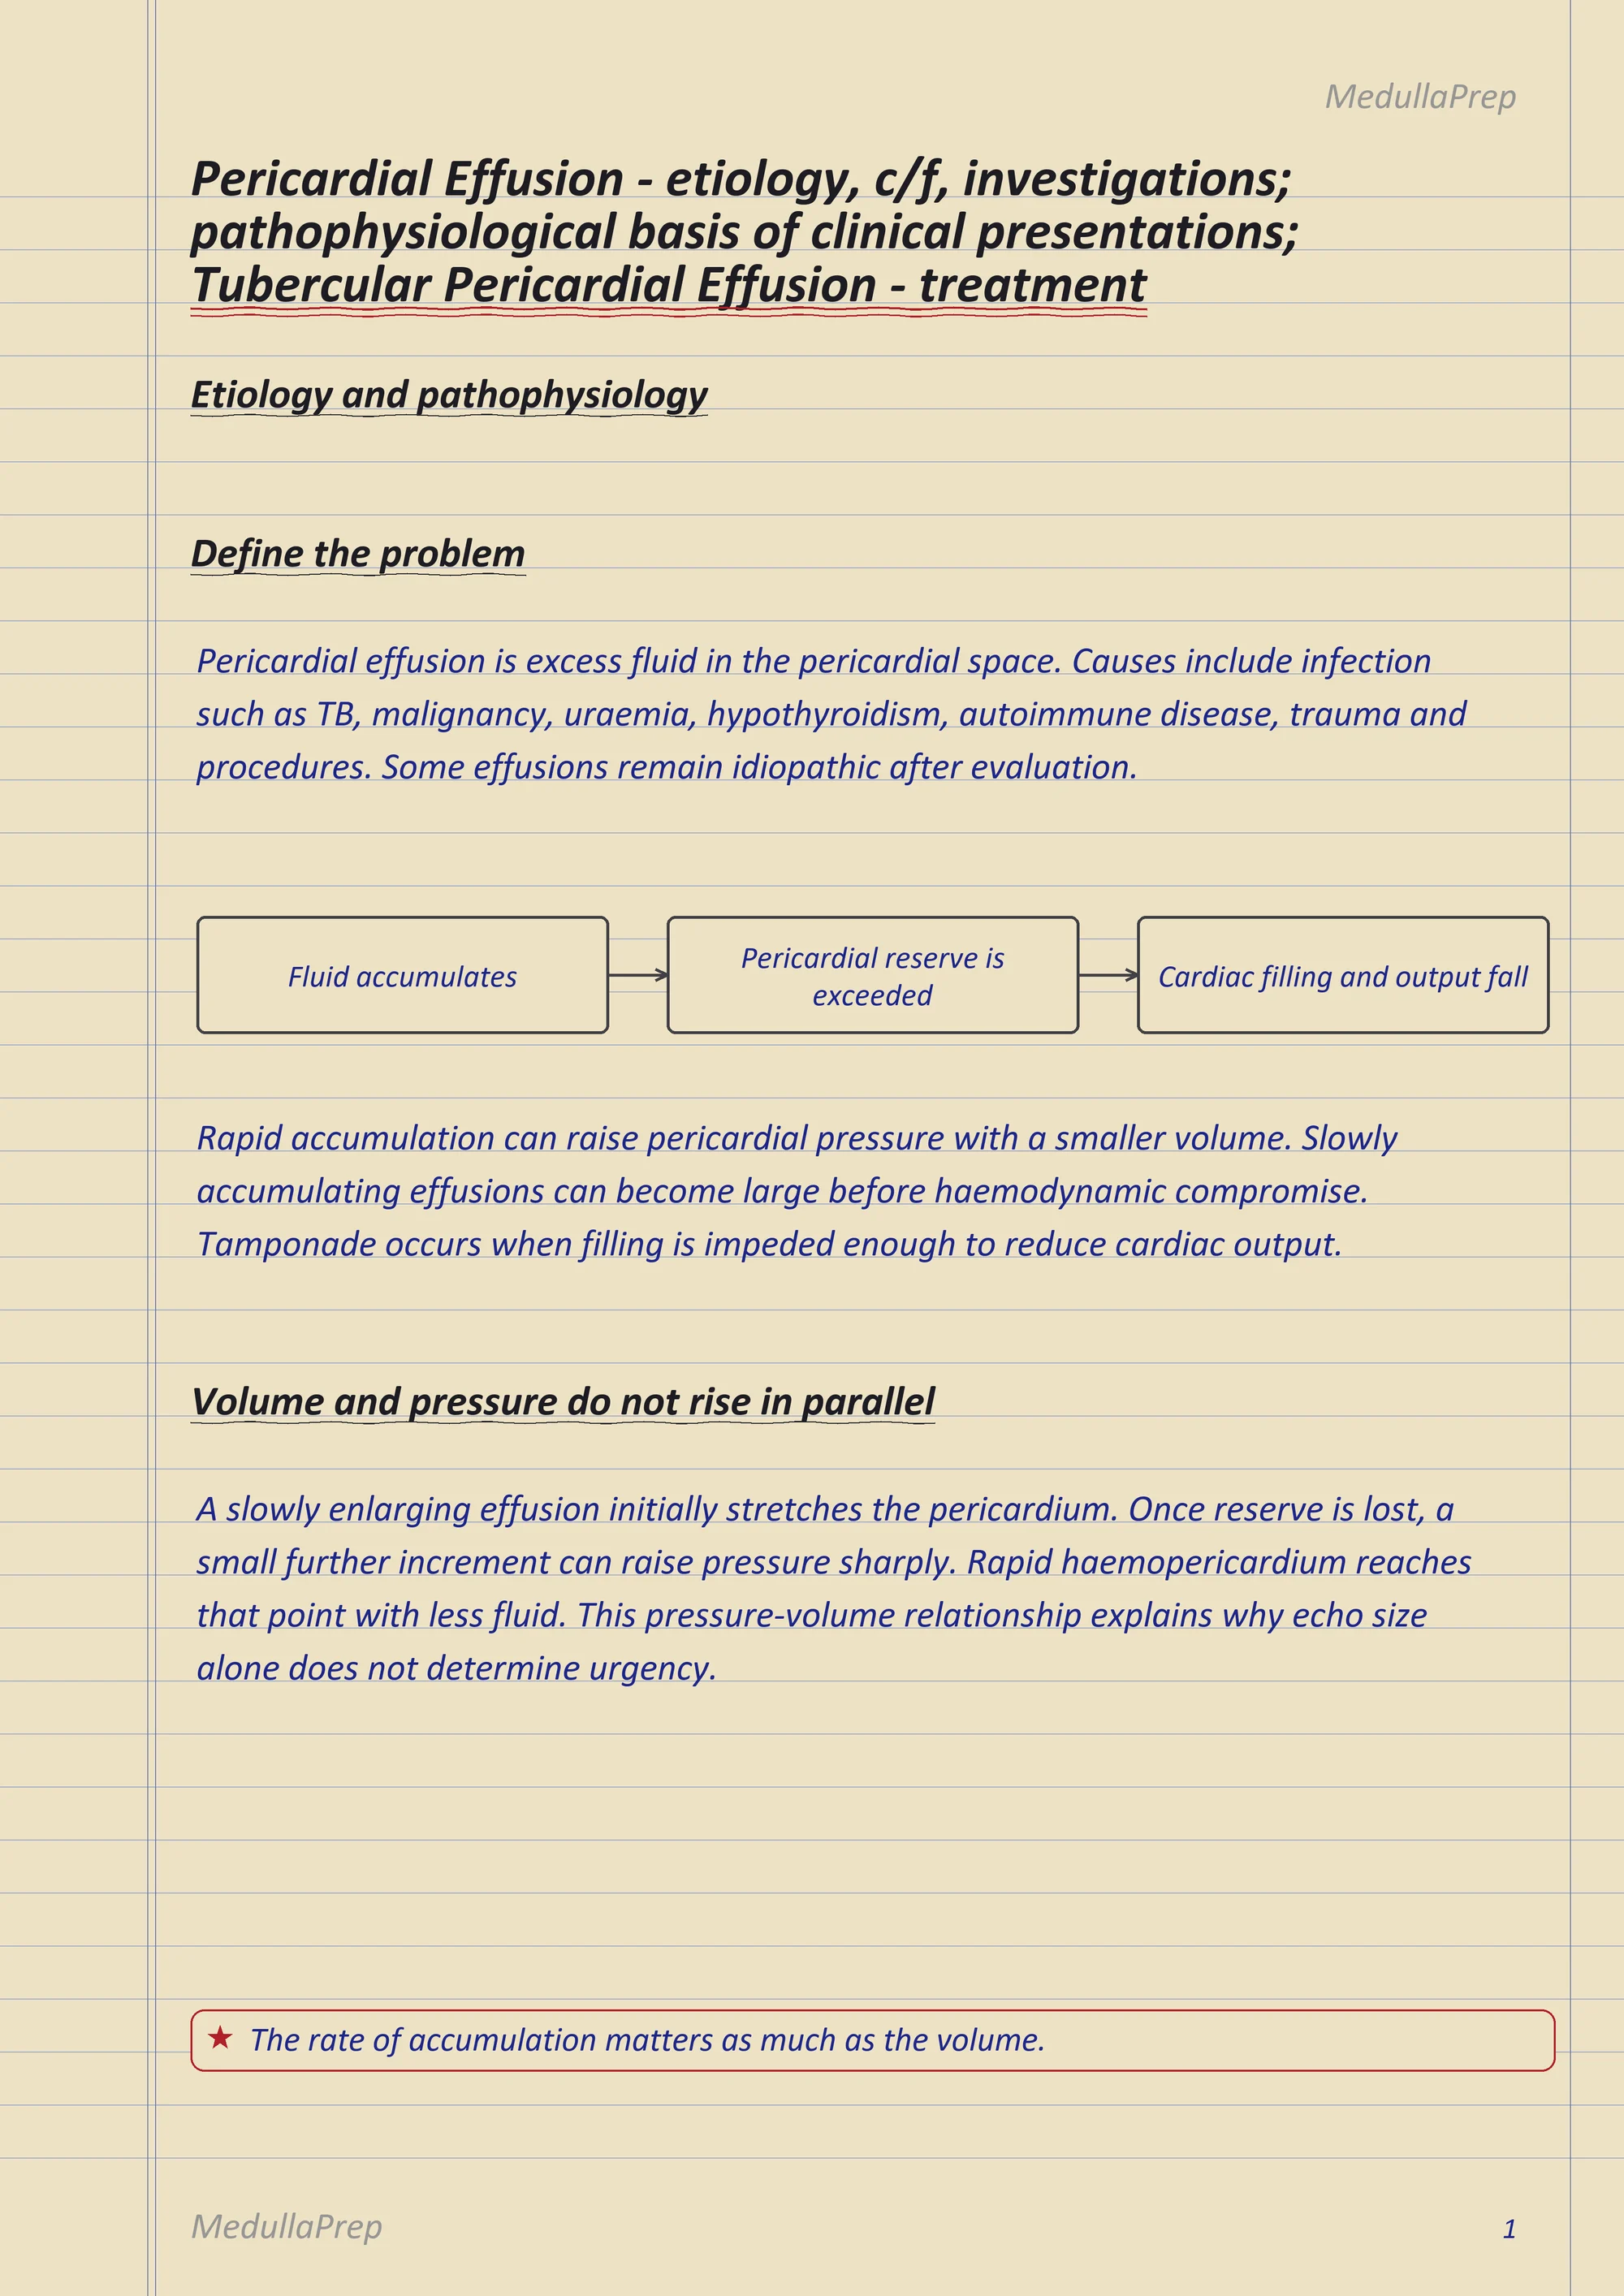 MedullaPrep
Pericardial Effusion - etiology, c/f, investigations;
pathophysiological basis of clinical presentations;
Tubercular Pericardial Effusion - treatment
Etiology and pathophysiology
Define the problem
Pericardial effusion is excess fluid in the pericardial space. Causes include infection
such as TB, malignancy, uraemia, hypothyroidism, autoimmune disease, trauma and
procedures. Some effusions remain idiopathic after evaluation.
Fluid accumulates
Pericardial reserve is
exceeded
Cardiac filling and output fall
Rapid accumulation can raise pericardial pressure with a smaller volume. Slowly
accumulating effusions can become large before haemodynamic compromise.
Tamponade occurs when filling is impeded enough to reduce cardiac output.
Volume and pressure do not rise in parallel
A slowly enlarging effusion initially stretches the pericardium. Once reserve is lost, a
small further increment can raise pressure sharply. Rapid haemopericardium reaches
that point with less fluid. This pressure-volume relationship explains why echo size
alone does not determine urgency.
★ The rate of accumulation matters as much as the volume.
MedullaPrep
1